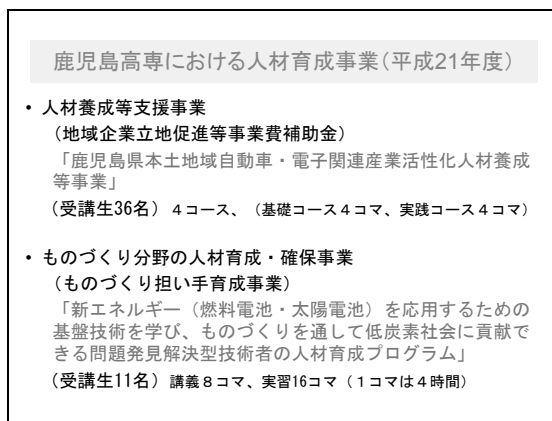 鹿児島高専における人材育成事業(平成21年度)
• 人材養成等支援事業
(地域企業立地促進等事業費補助金)
「鹿児島県本土地域自動車・電子関連産業活性化人材養成
等事業」
(受講生36名) 4コース、(基礎コース4コマ、実践コース4コマ)
• ものづくり分野の人材育成・確保事業
(ものづくり担い手育成事業)
「新エネルギー(燃料電池・太陽電池)を応用するための
基盤技術を学び、ものづくりを通して低炭素社会に貢献で
きる問題発見解決型技術者の人材育成プログラム」
(受講生11名) 講義8コマ、実習16コマ(1コマは4時間)